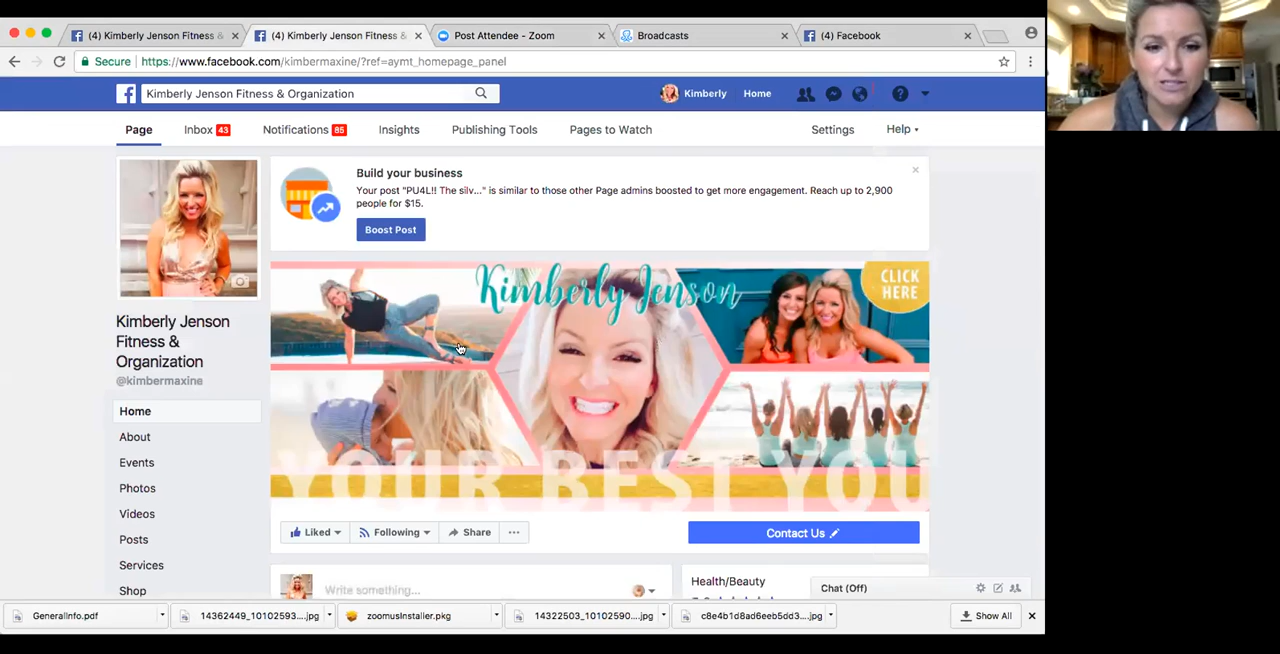 (4) Kimberly Jenson Fitness &
(4) Kimberly Jenson Fitness &
Post Attendee - Zoom
Broadcasts
(4) Facebook
Secure
https://www.facebook.com/kimbermaxine/?ref=aymt_homepage_panel
Kimberly Jenson Fitness & Organization
Kimberly
Home
Page
Inbox 43
Notifications 85
Insights
Publishing Tools
Pages to Watch
Settings
Help
Build your business
Your post "PU4L!! The silv..." is similar to those other Page admins boosted to get more engagement. Reach up to 2,900
people for $15.
Boost Post
Kimberly Jenson
CLICK
HERE
YOUR BEST YOU
Kimberly Jenson
Fitness &
Organization
@kimbermaxine
Home
About
Events
Photos
Videos
Posts
Services
Shop
Liked
Following
Share
...
Contact Us
Write something...
Health/Beauty
Chat (Off)
GeneralInfo.pdf
14362449_10102593....jpg
zoomusInstaller.pkg
14322503_10102590....jpg
c8e4b1d8ad6eeb5dd3....jpg
Show All